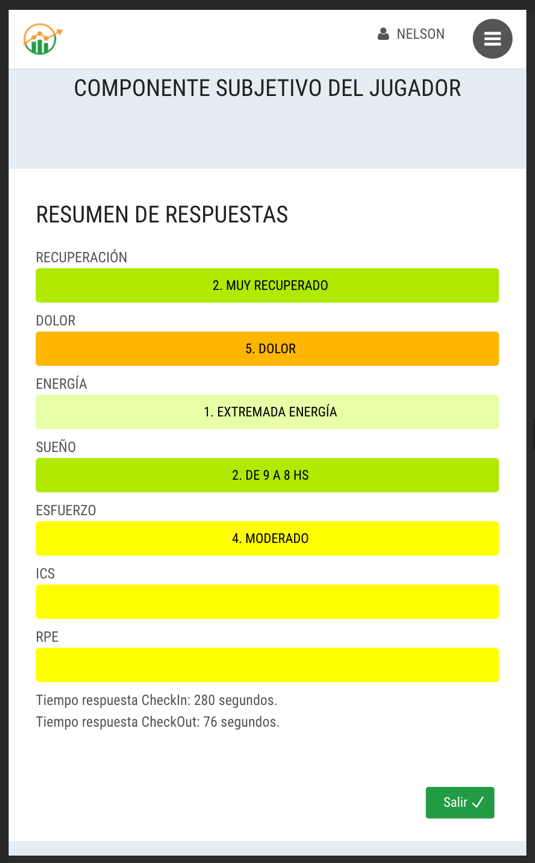 NELSON
COMPONENTE SUBJETIVO DEL JUGADOR
RESUMEN DE RESPUESTAS
RECUPERACIÓN
2. MUY RECUPERADO
DOLOR
5. DOLOR
ENERGÍA
1. EXTREMADA ENERGÍA
SUEÑO
2. DE 9 A 8 HS
ESFUERZO
4. MODERADO
ICS
RPE
Tiempo respuesta CheckIn: 280 segundos.
Tiempo respuesta CheckOut: 76 segundos.
Salir